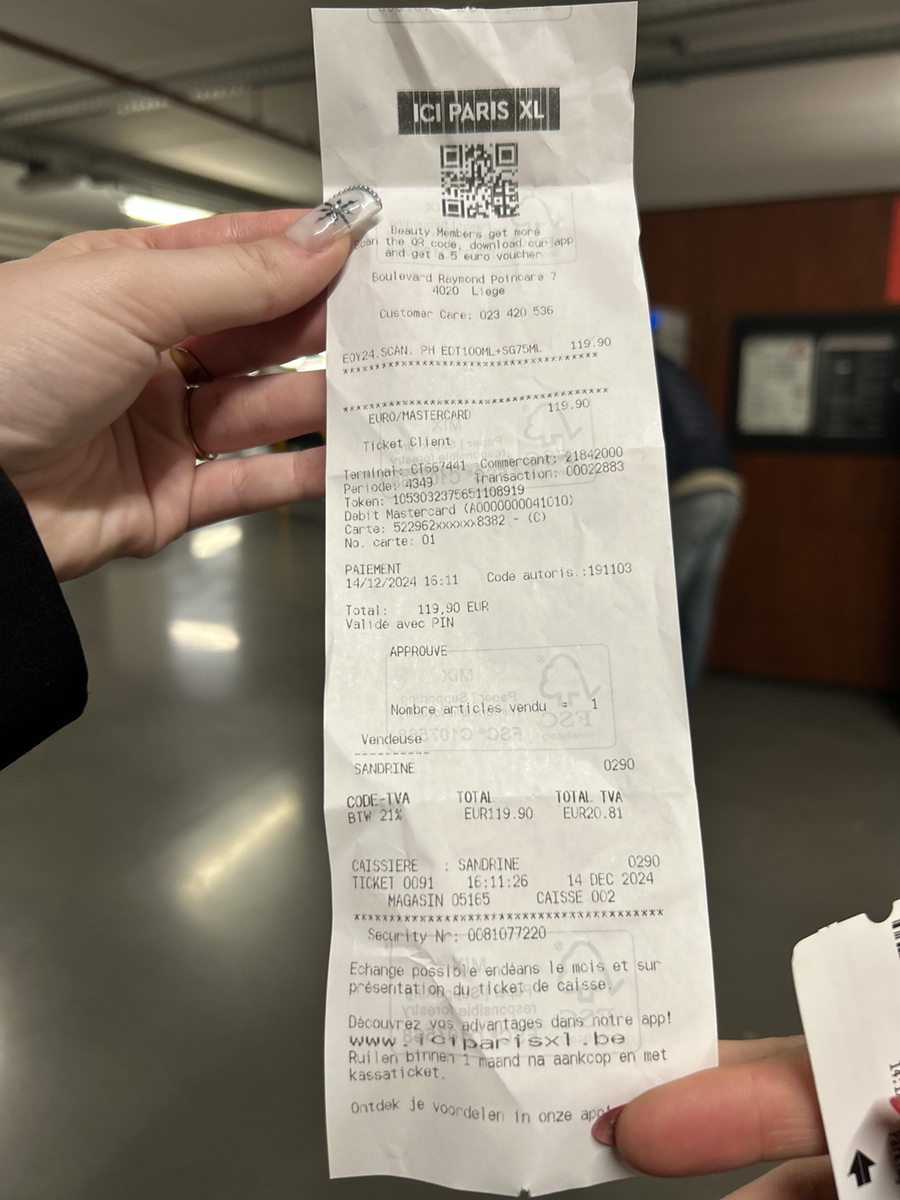 ICI PARIS XL
Beauty Members get more
scan the QR code, download our app
and get a 5 euro voucher
Boulevard Raymond Poincare 7
4020 Liege
Customer Care: 023 420 536
EOY24.SCAN. PH EDT100ML+SG75ML 119.90
****************************************
****************************************
EURO/MASTERCARD 119.90
Ticket Client
Terminal: CT667441 Commercant: 21842000
Periode: 4349 Transaction: 00022883
Token: 1053032375651108919
Debit Mastercard (A0000000041010)
Carte: 522962xxxxxx8382 - (C)
No. carte: 01
PAIEMENT
14/12/2024 16:11 Code autoris.:191103
Total: 119,90 EUR
Validé avec PIN
APPROUVE
Nombre articles vendu = 1
Vendeuse
----------
SANDRINE 0290
CODE-TVA TOTAL TOTAL TVA
BTW 21% EUR119.90 EUR20.81
CAISSIERE : SANDRINE 0290
TICKET 0091 16:11:26 14 DEC 2024
MAGASIN 05165 CAISSE 002
****************************************
Security Nr: 0081077220
Echange possible endéans le mois et sur
présentation du ticket de caisse.
Découvrez vos advantages dans notre app!
www.iciparisxl.be
Ruilen binnen 1 maand na aankoop en met
kassaticket.
Ontdek je voordelen in onze app